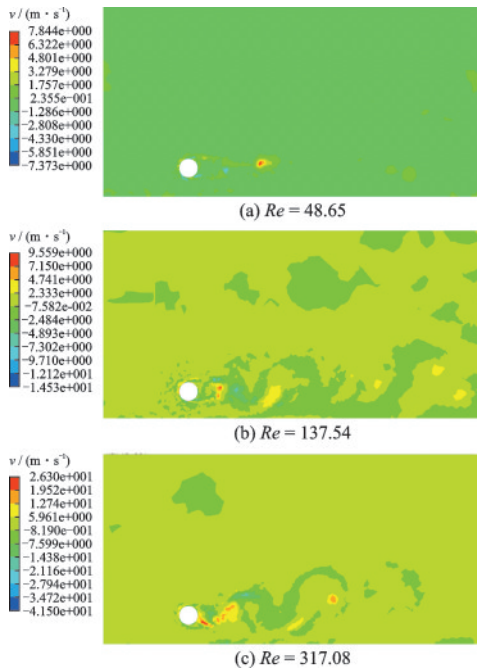 v / (m · s⁻¹)
7.844e+000
6.322e+000
4.801e+000
3.279e+000
1.757e+000
2.355e-001
−1.286e+000
−2.808e+000
−4.330e+000
−5.851e+000
−7.373e+000
(a) Re = 48.65
v / (m · s⁻¹)
9.559e+000
7.150e+000
4.741e+000
2.333e+000
−7.582e-002
−2.484e+000
−4.893e+000
−7.302e+000
−9.710e+000
−1.212e+001
−1.453e+001
(b) Re = 137.54
v / (m · s⁻¹)
2.630e+001
1.952e+001
1.274e+001
5.961e+000
−8.190e−001
−7.599e+000
−1.438e+001
−2.116e+001
−2.794e+001
−3.472e+001
−4.150e+001
(c) Re = 317.08